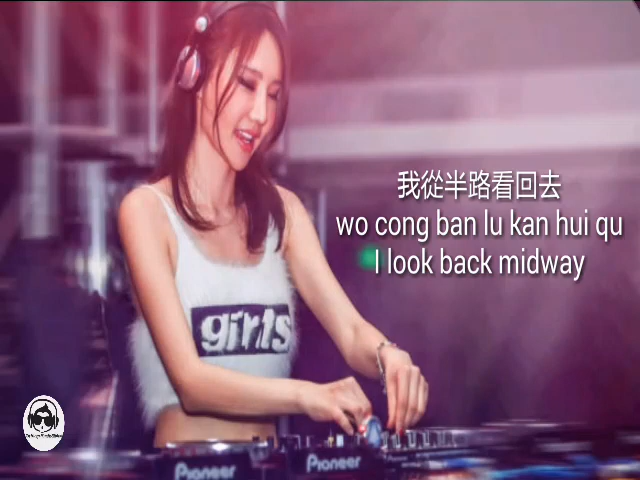 我從半路看回去
wo cong ban lu kan hui qu
I look back midway
girls
Pioneer
Pioneer